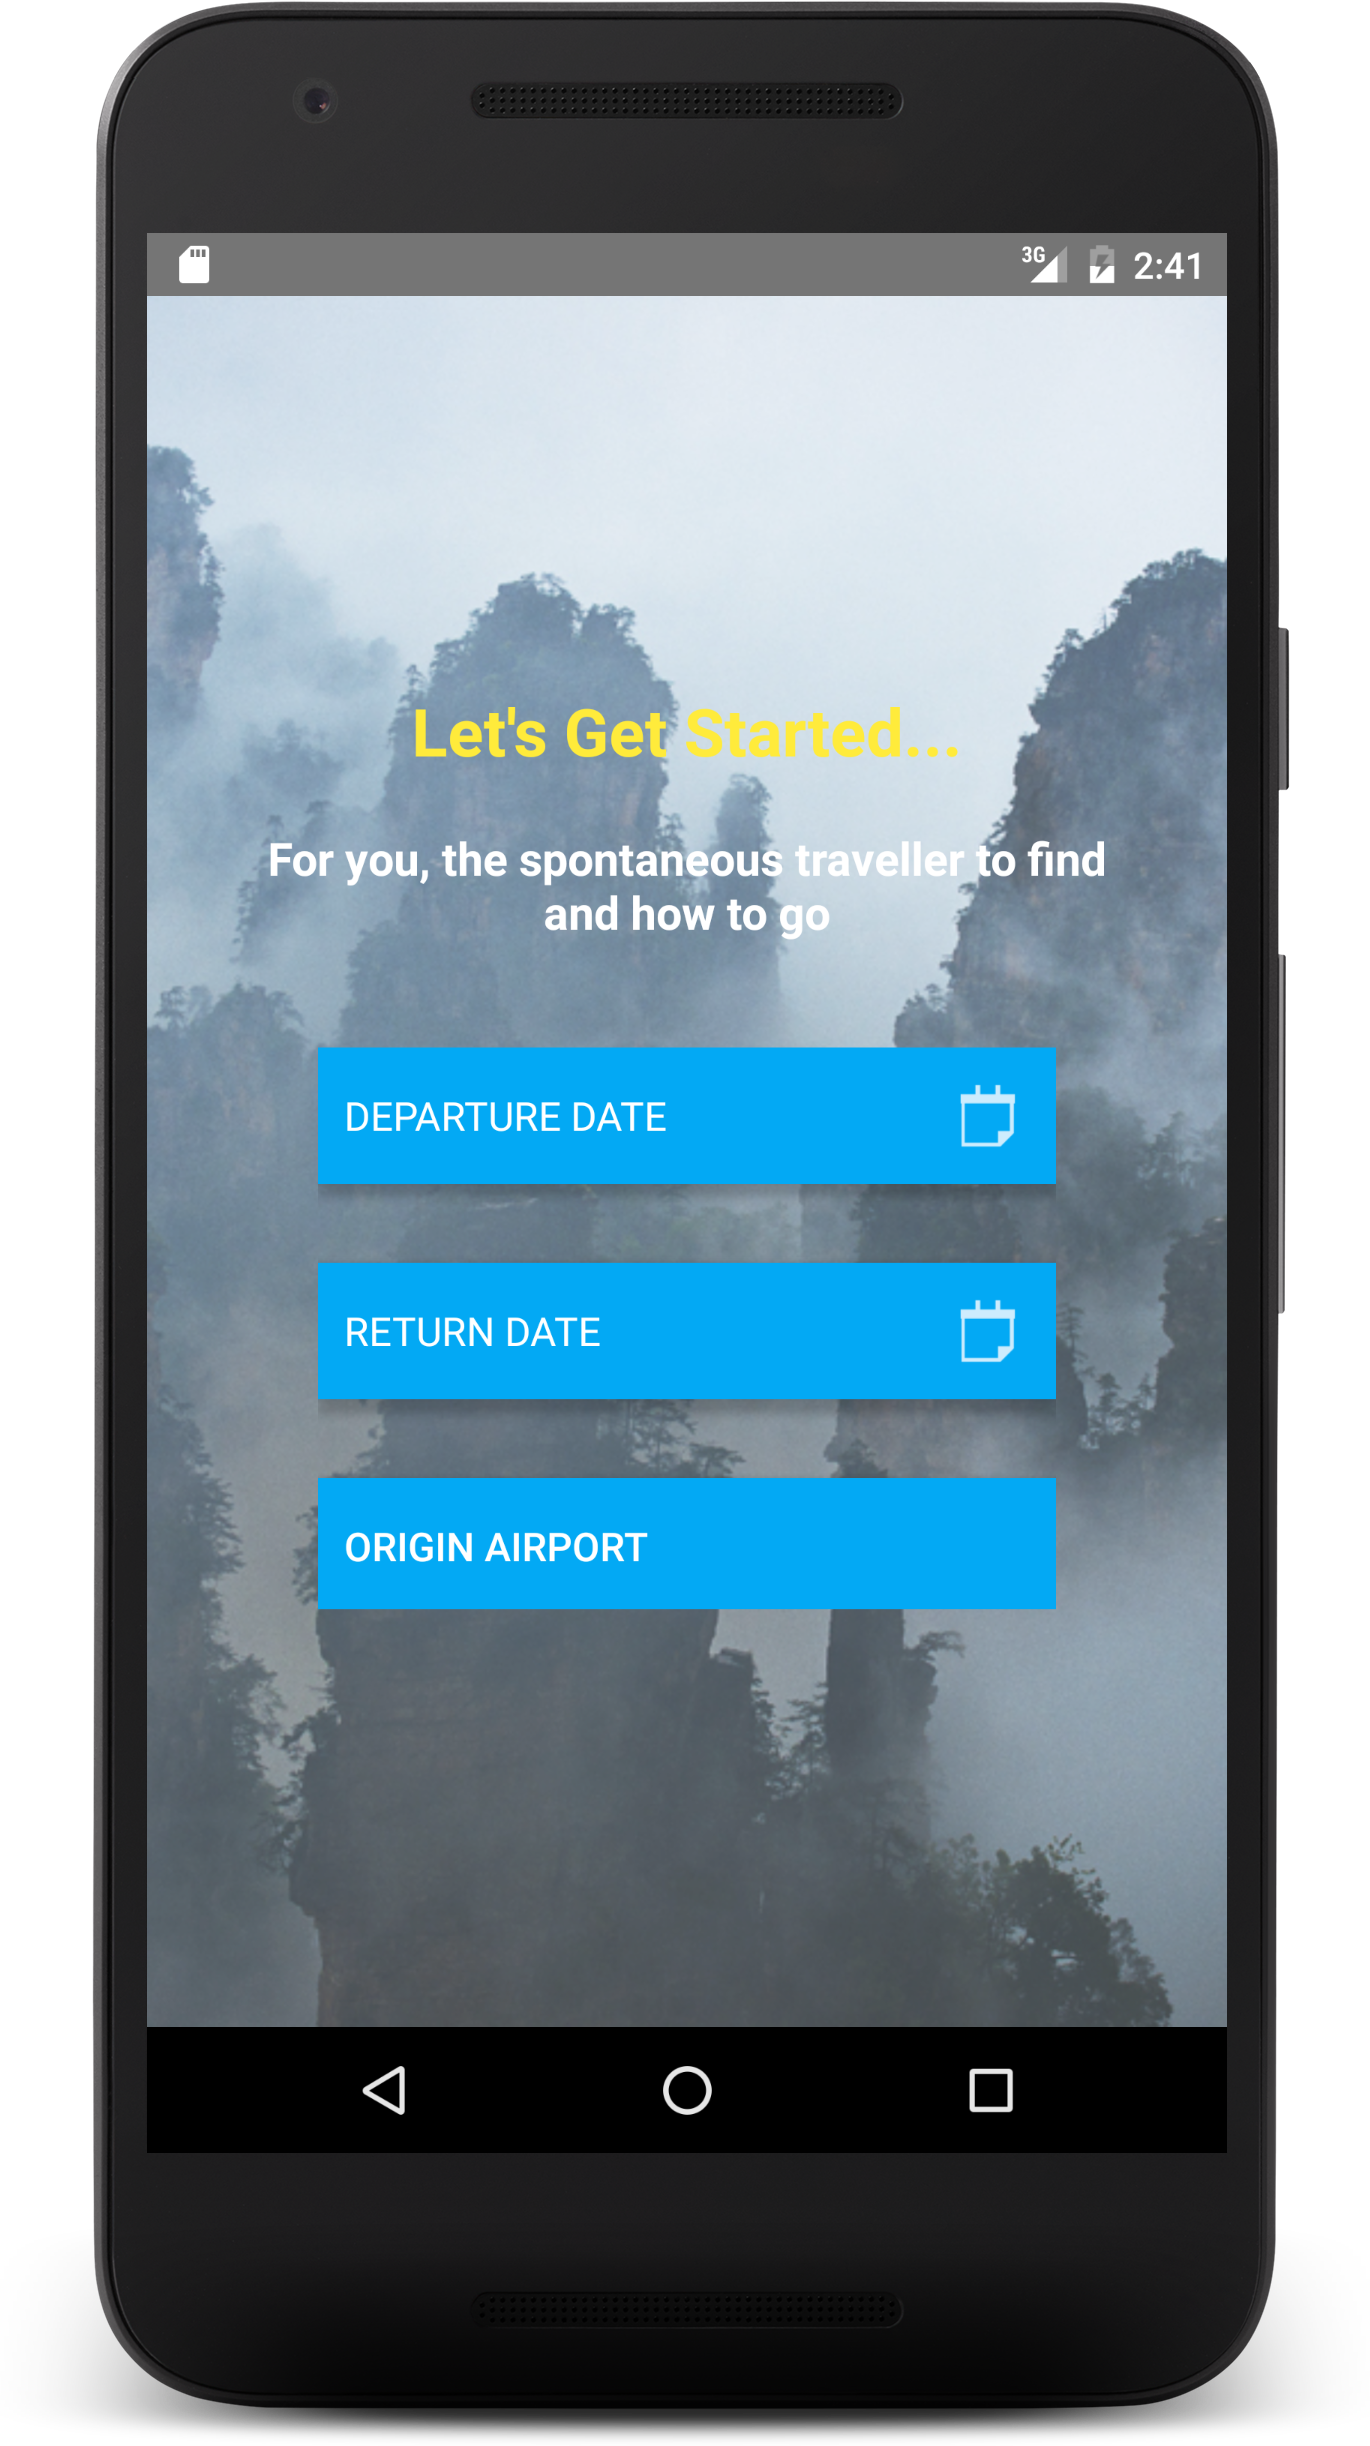 3G 2:41
Let's Get Started...
For you, the spontaneous traveller to find
and how to go
DEPARTURE DATE
RETURN DATE
ORIGIN AIRPORT